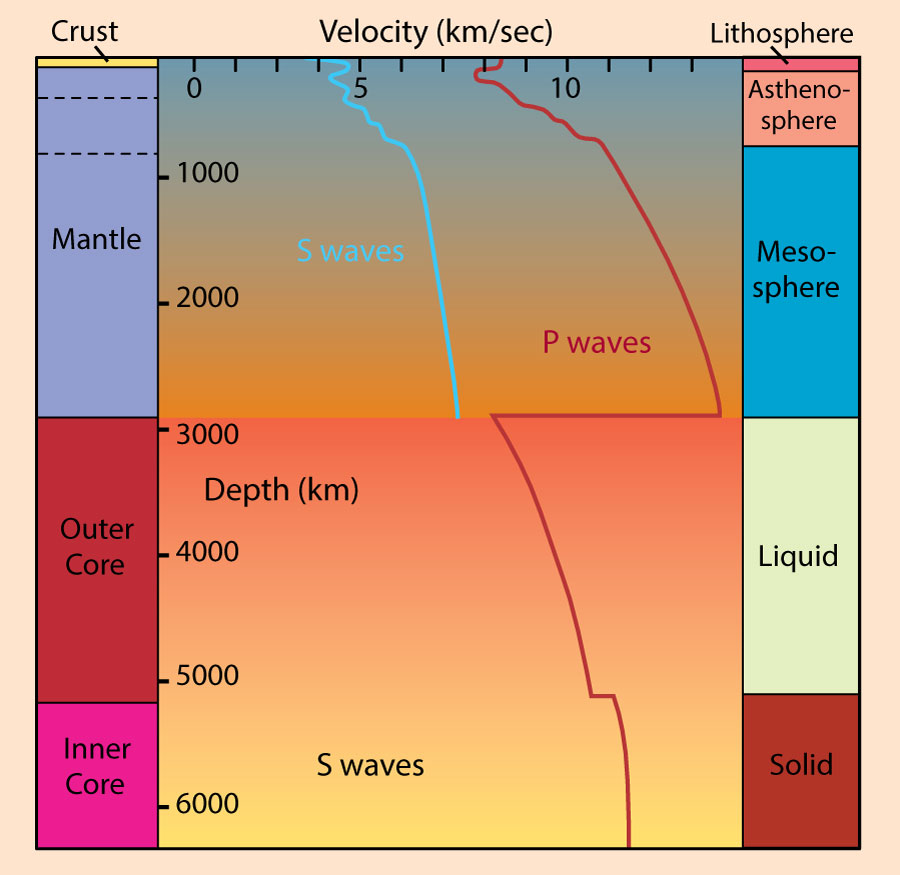 Crust
Velocity (km/sec)
Lithosphere
0
5
10
Astheno-
sphere
1000
Mantle
S waves
Meso-
sphere
2000
P waves
3000
Depth (km)
Outer
Core
4000
Liquid
5000
Inner
Core
S waves
Solid
6000